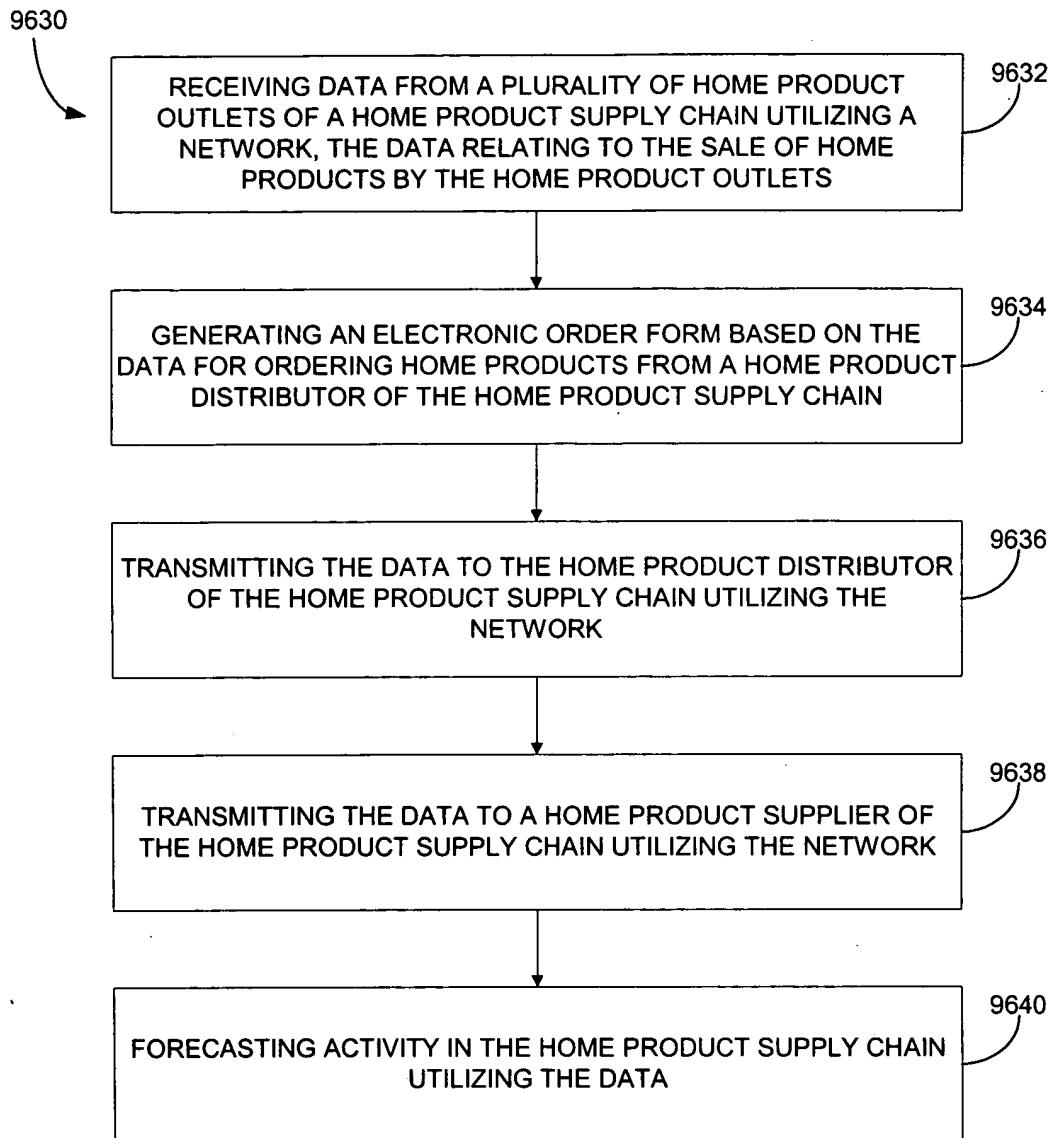 9630
RECEIVING DATA FROM A PLURALITY OF HOME PRODUCT
OUTLETS OF A HOME PRODUCT SUPPLY CHAIN UTILIZING A
NETWORK, THE DATA RELATING TO THE SALE OF HOME
PRODUCTS BY THE HOME PRODUCT OUTLETS
9632
GENERATING AN ELECTRONIC ORDER FORM BASED ON THE
DATA FOR ORDERING HOME PRODUCTS FROM A HOME PRODUCT
DISTRIBUTOR OF THE HOME PRODUCT SUPPLY CHAIN
9634
TRANSMITTING THE DATA TO THE HOME PRODUCT DISTRIBUTOR
OF THE HOME PRODUCT SUPPLY CHAIN UTILIZING THE
NETWORK
9636
TRANSMITTING THE DATA TO A HOME PRODUCT SUPPLIER OF
THE HOME PRODUCT SUPPLY CHAIN UTILIZING THE NETWORK
9638
FORECASTING ACTIVITY IN THE HOME PRODUCT SUPPLY CHAIN
UTILIZING THE DATA
9640